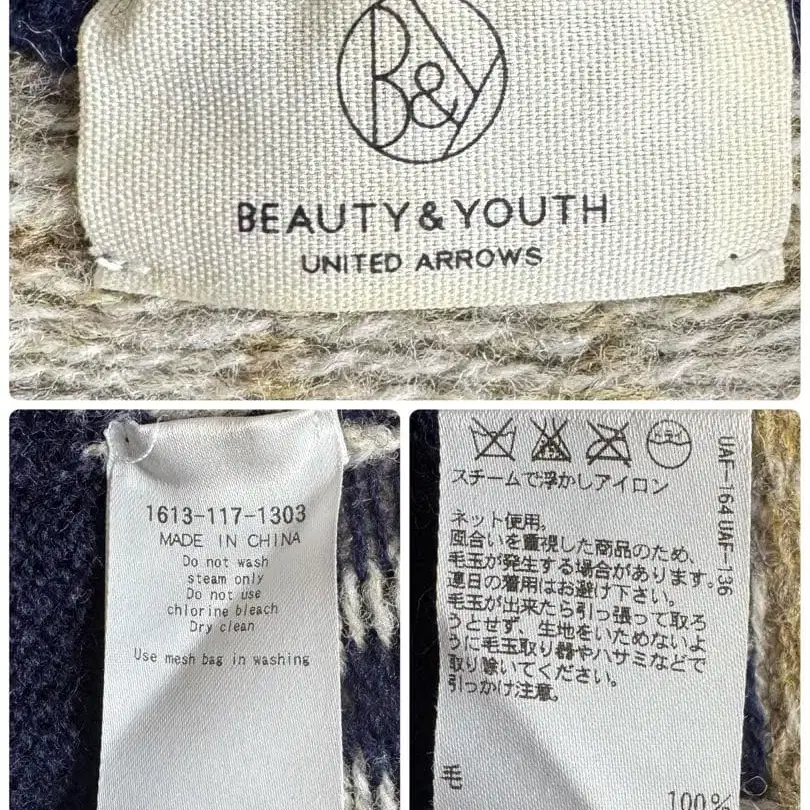 B&Y
BEAUTY & YOUTH
UNITED ARROWS
1613-117-1303
MADE IN CHINA
Do not wash
steam only
Do not use
chlorine bleach
Dry clean
Use mesh bag in washing
ドライ
スチームで浮かしアイロン
ネット使用。
風合いを重視した商品のため、
毛玉が発生する場合があります。
連日の着用はお避け下さい。
毛玉が出来たら引っ張って取ろ
うとせず、生地をいためないよ
うに毛玉取り器やハサミなどで
取り除いてください。
引っかけ注意。
毛
100%
UAF-164 UAF-136